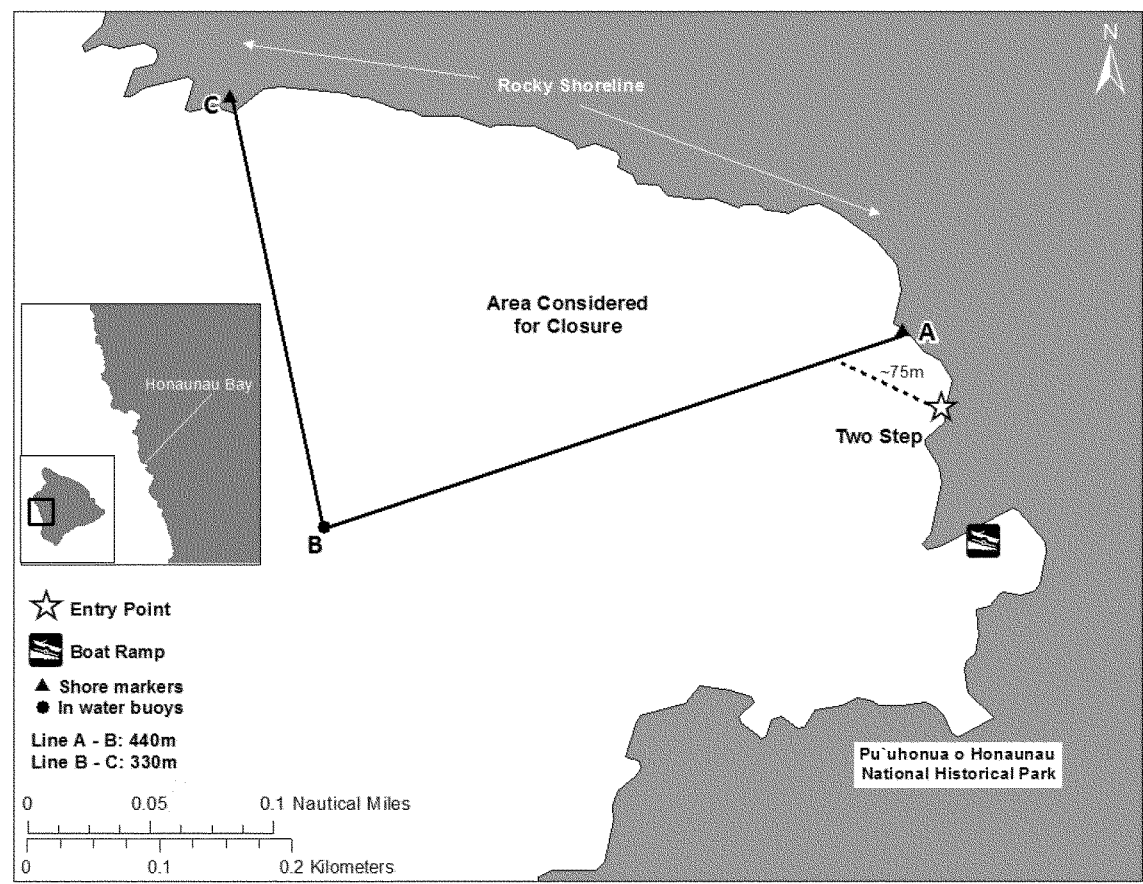 N
Rocky Shoreline
C
Area Considered
for Closure
A
~75m
Two Step
Honaunau Bay
B
Entry Point
Boat Ramp
Shore markers
In water buoys
Line A - B: 440m
Line B - C: 330m
Pu`uhonua o Honaunau
National Historical Park
0 0.05 0.1 Nautical Miles
0 0.1 0.2 Kilometers